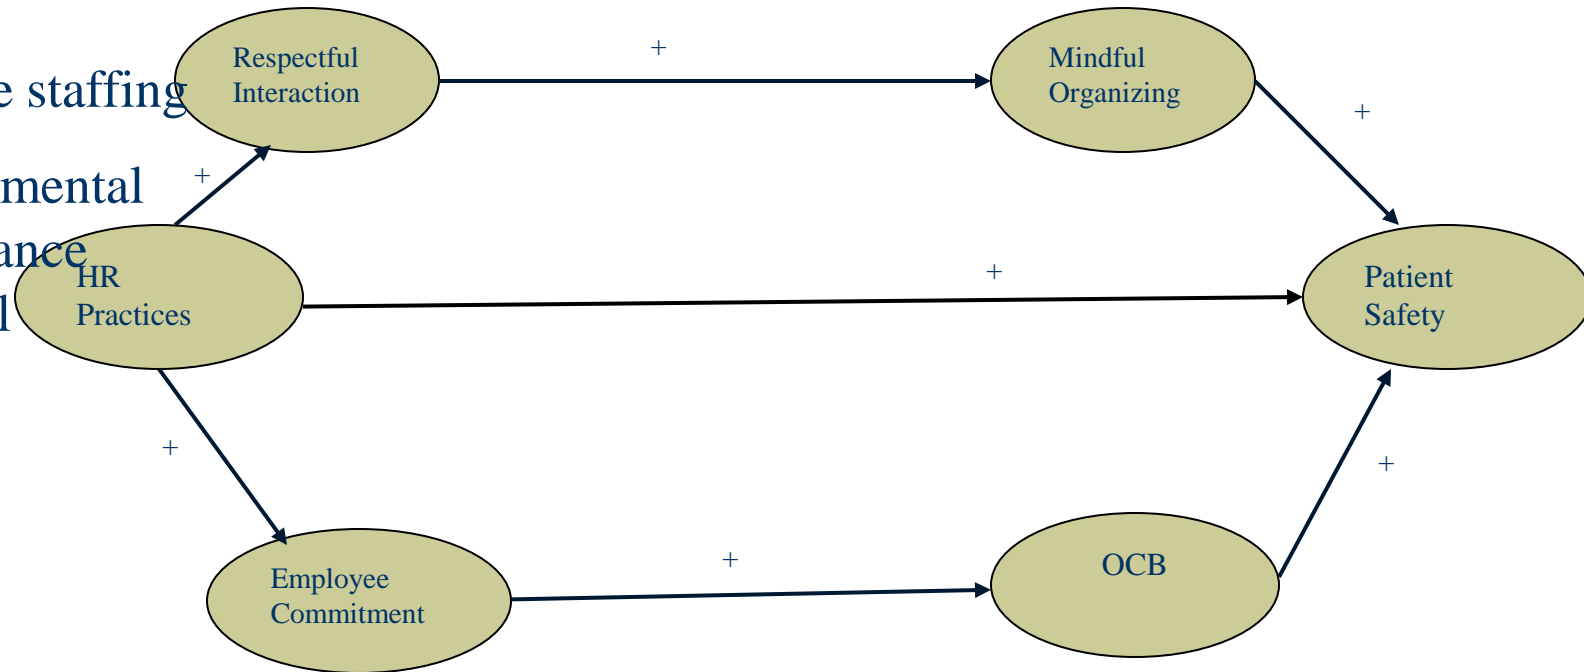 Respectful
Interaction
+
Mindful
Organizing
e staffing
+
+
mental
ance
HR
Practices
l
+
Patient
Safety
+
+
Employee
Commitment
+
OCB